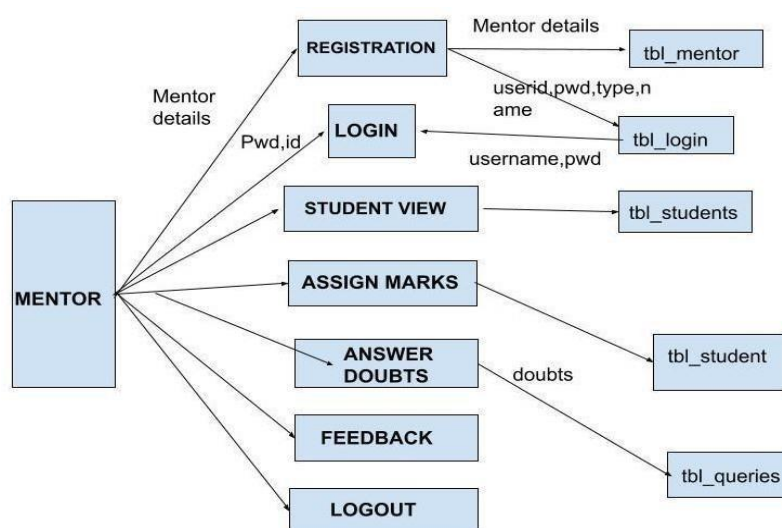 REGISTRATION
Mentor details
tbl_mentor
Mentor
details
userid,pwd,type,n
ame
Pwd,id
LOGIN
tbl_login
username,pwd
STUDENT VIEW
tbl_students
MENTOR
ASSIGN MARKS
ANSWER
DOUBTS
tbl_student
doubts
FEEDBACK
tbl_queries
LOGOUT